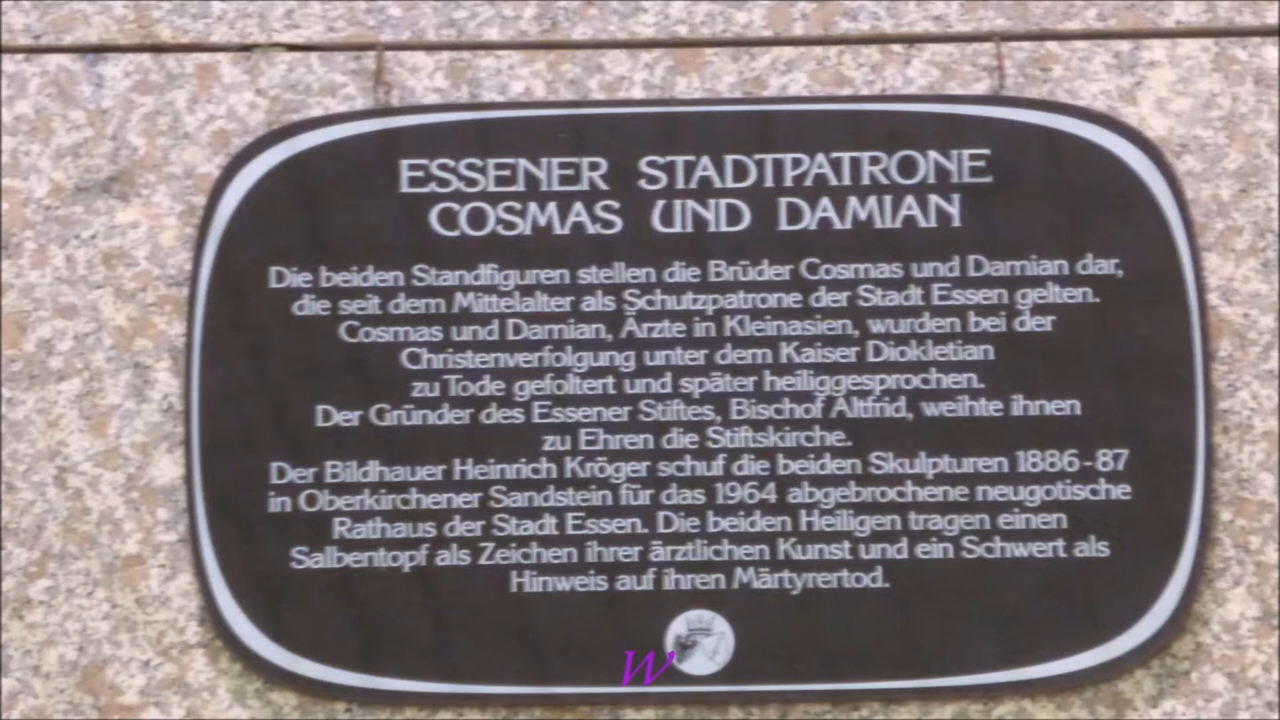 ESSENER STADTPATRONE
COSMAS UND DAMIAN
Die beiden Standfiguren stellen die Brüder Cosmas und Damian dar,
die seit dem Mittelalter als Schutzpatrone der Stadt Essen gelten.
Cosmas und Damian, Ärzte in Kleinasien, wurden bei der
Christenverfolgung unter dem Kaiser Diokletian
zu Tode gefoltert und später heiliggesprochen.
Der Gründer des Essener Stiftes, Bischof Altfrid, weihte ihnen
zu Ehren die Stiftskirche.
Der Bildhauer Heinrich Kröger schuf die beiden Skulpturen 1886-87
in Oberkirchener Sandstein für das 1964 abgebrochene neugotische
Rathaus der Stadt Essen. Die beiden Heiligen tragen einen
Salbentopf als Zeichen ihrer ärztlichen Kunst und ein Schwert als
Hinweis auf ihren Märtyrertod.
W